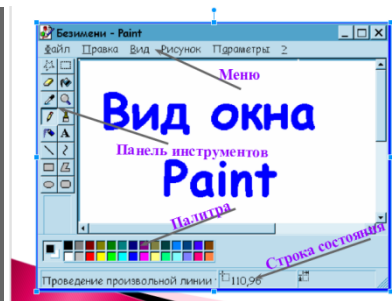 Безимени - Paint
Файл Правка Вид Рисунок Параметры ?
Меню
Вид окна
Панель инструментов
Paint
Палитра
Строка состояния
Проведение произвольной линии
110,96